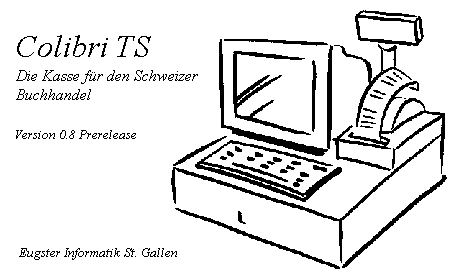 Colibri TS
Die Kasse für den Schweizer
Buchhandel
Version 0.8 Prerelease
Eugster Informatik St. Gallen